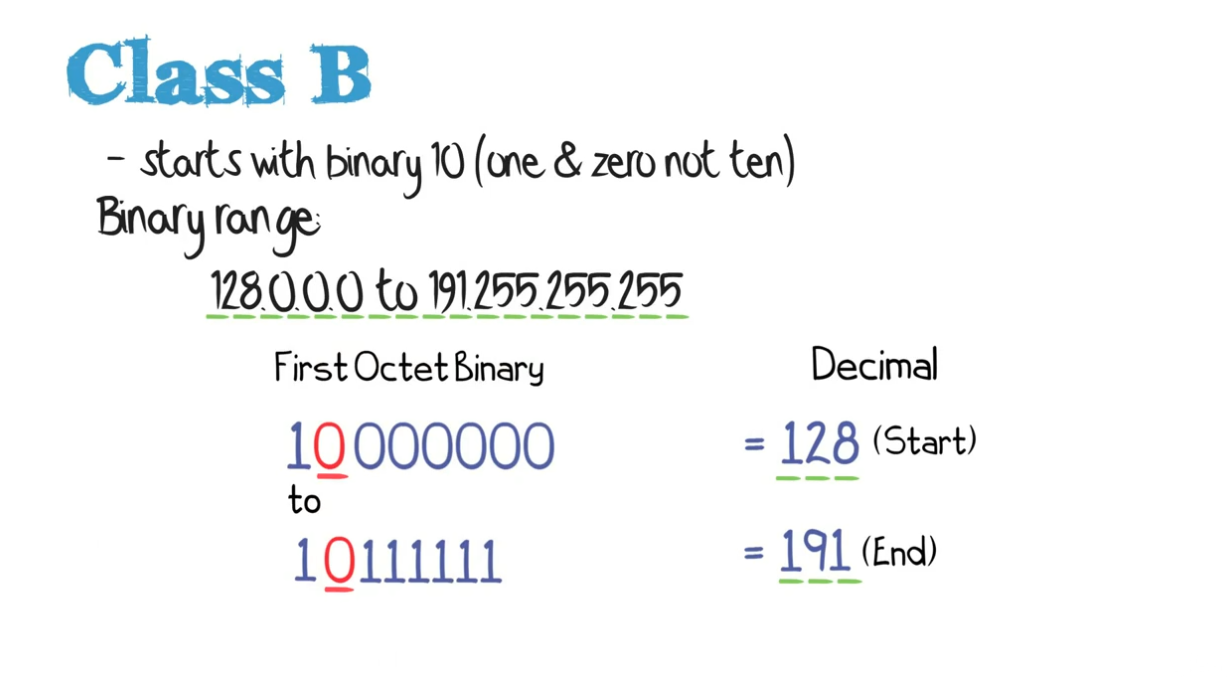 Class B
- starts with binary 10 (one & zero not ten)
Binary range:
128.0.0.0 to 191.255.255.255
First Octet Binary Decimal
10000000 = 128 (Start)
to
10111111 = 191 (End)